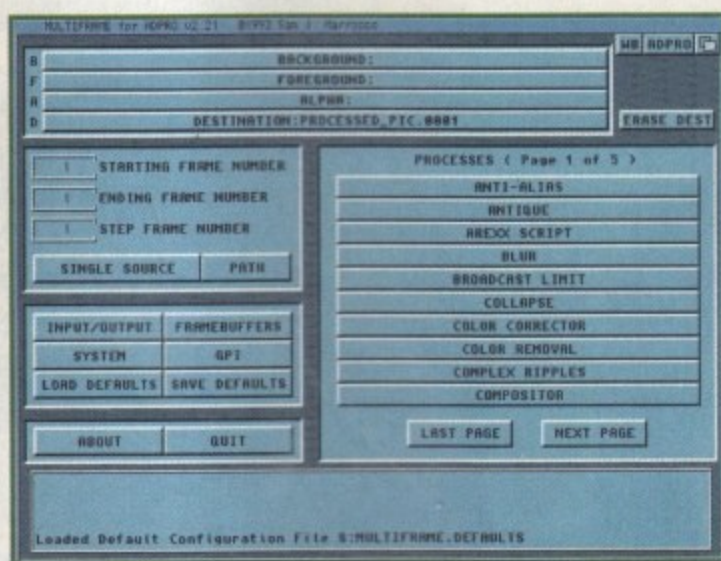 MULTIFRAME for ADPRO v2.21
WB ADPRO
B BACKGROUND:
F FOREGROUND:
A ALPHA:
D DESTINATION:PROCESSED_PIC.0001
ERASE DEST
1 STARTING FRAME NUMBER
1 ENDING FRAME NUMBER
1 STEP FRAME NUMBER
SINGLE SOURCE PATH
INPUT/OUTPUT FRAMEBUFFERS
SYSTEM GPI
LOAD DEFAULTS SAVE DEFAULTS
ABOUT QUIT
PROCESSES ( Page 1 of 5 )
ANTI-ALIAS
ANTIQUE
AREXX SCRIPT
BLUR
BROADCAST LIMIT
COLLAPSE
COLOR CORRECTOR
COLOR REMOVAL
COMPLEX RIPPLES
COMPOSITOR
LAST PAGE NEXT PAGE
Loaded Default Configuration File S:MULTIFRAME.DEFAULTS